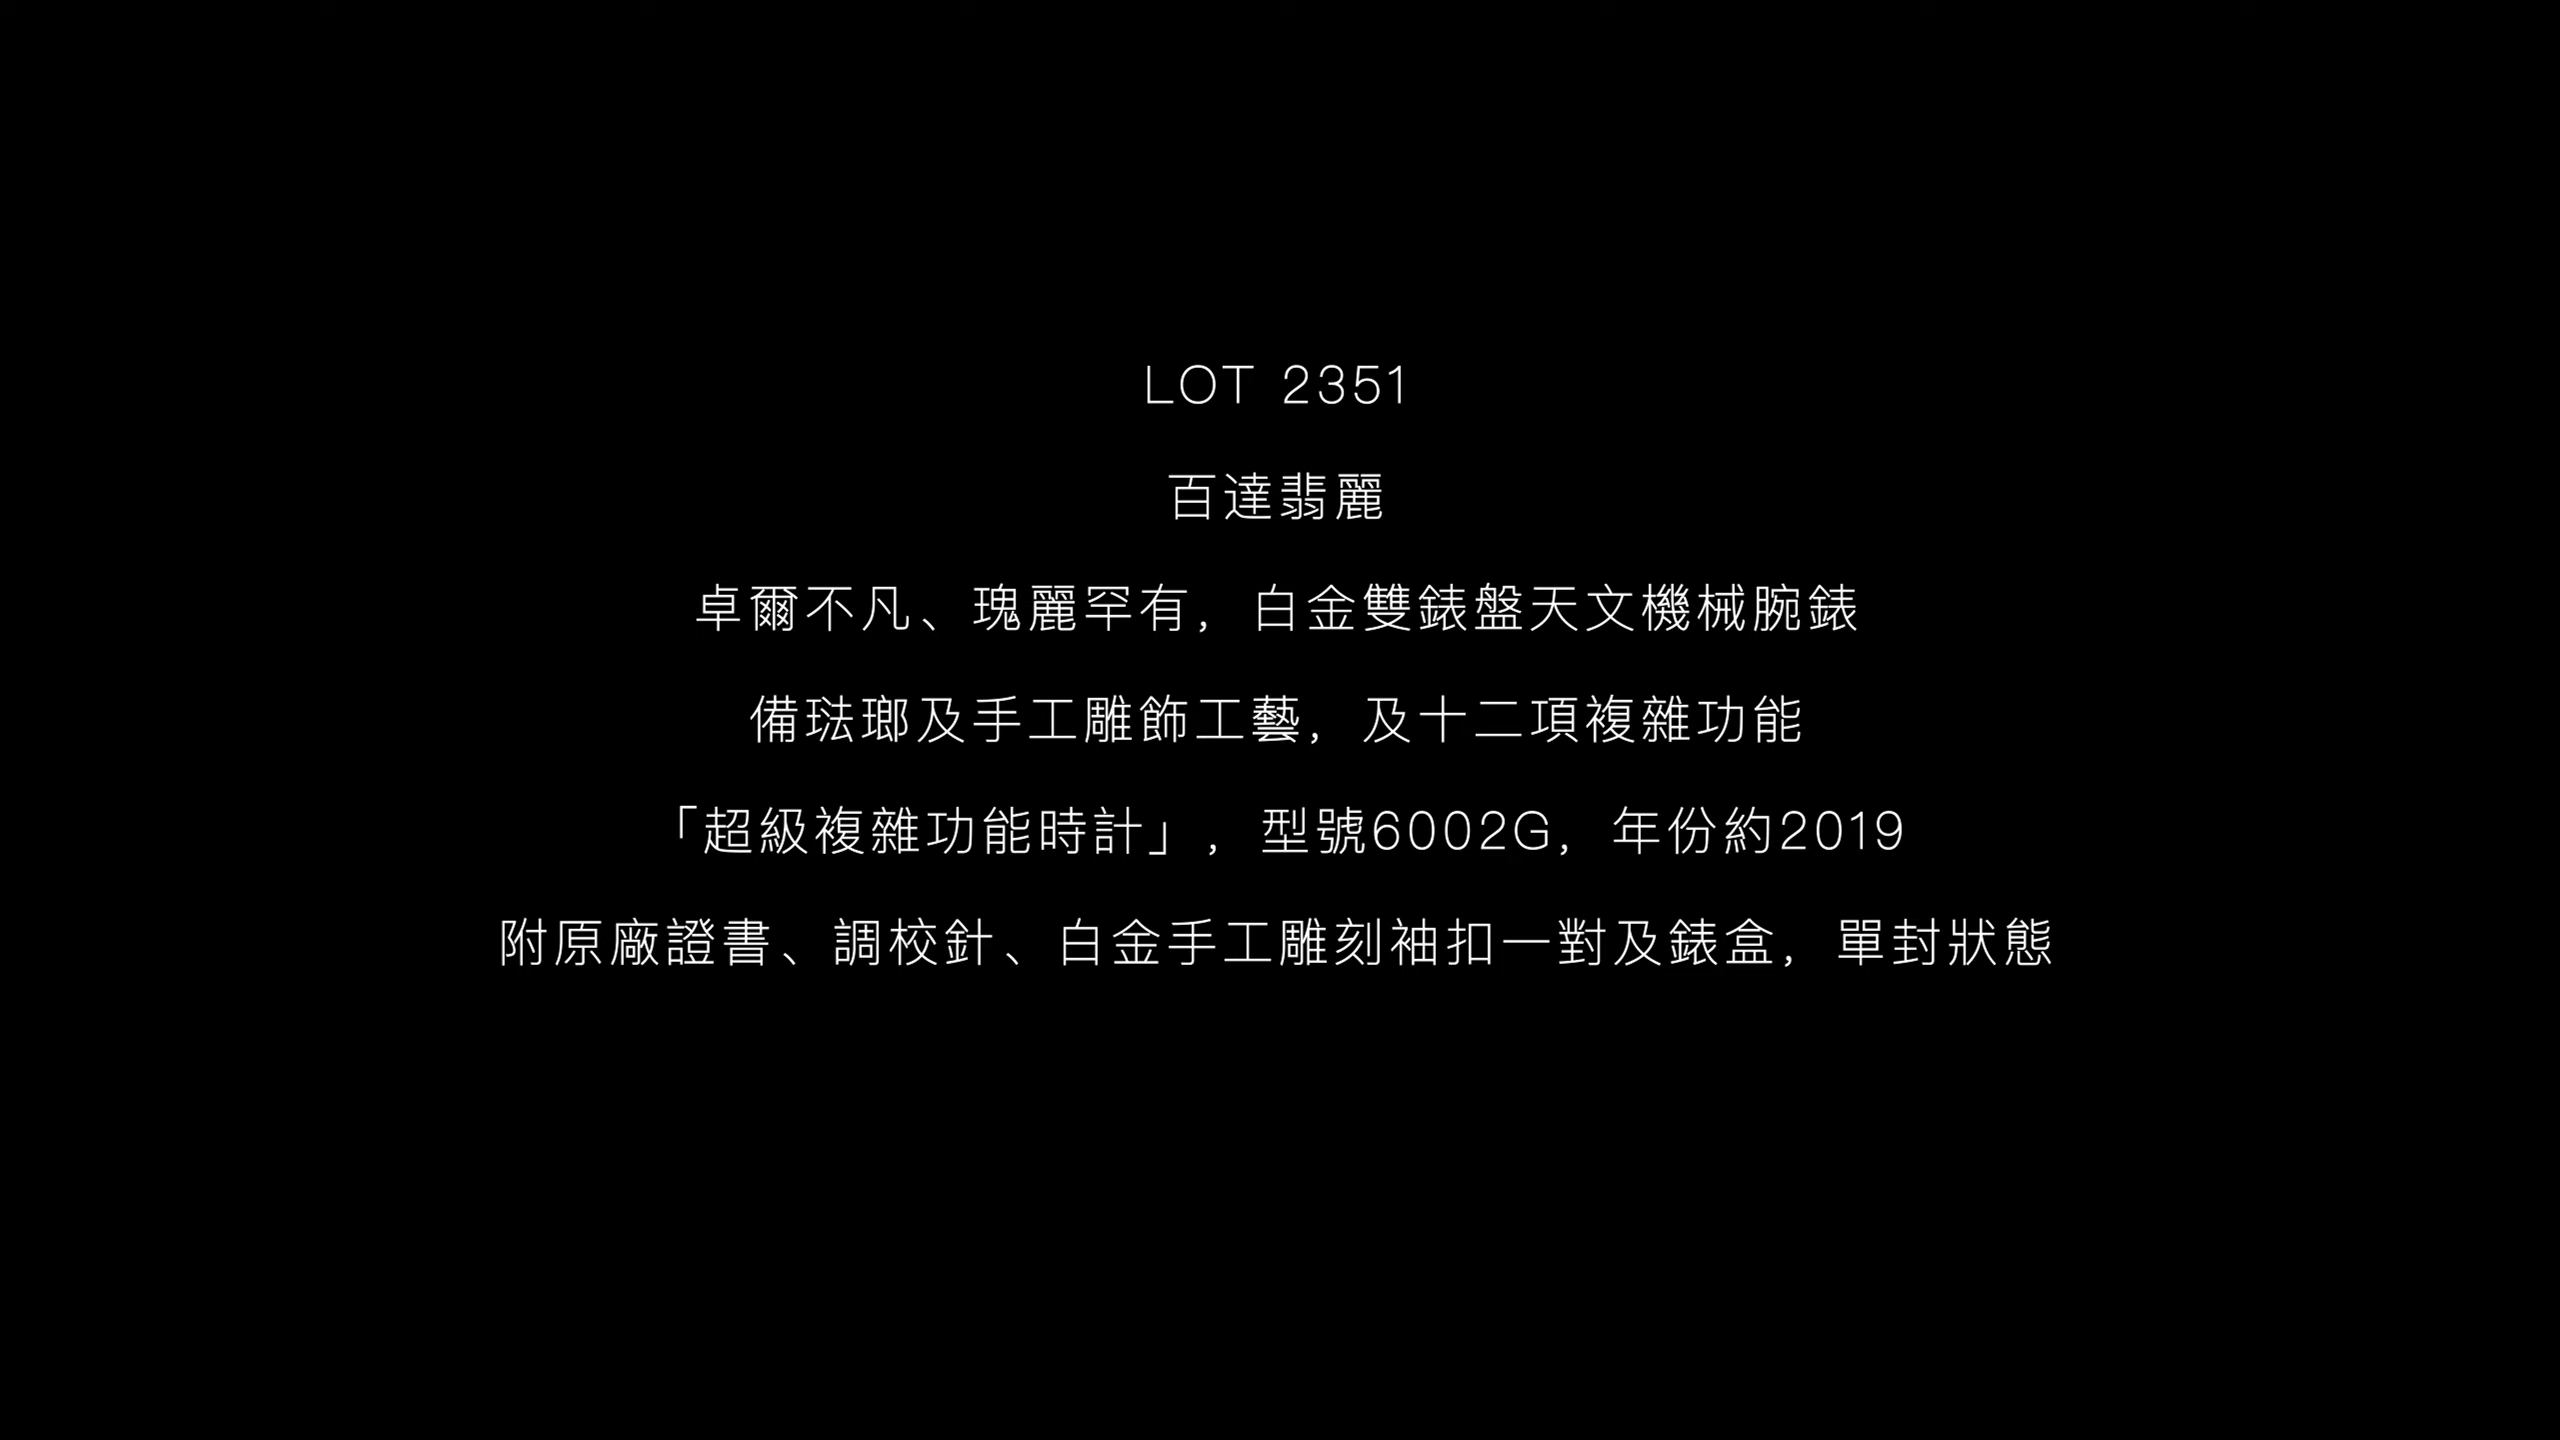 LOT 2351
百達翡麗
卓爾不凡、瑰麗罕有，白金雙錶盤天文機械腕錶
備琺瑯及手工雕飾工藝，及十二項複雜功能
「超級複雜功能時計」，型號6002G，年份約2019
附原廠證書、調校針、白金手工雕刻袖扣一對及錶盒，單封狀態